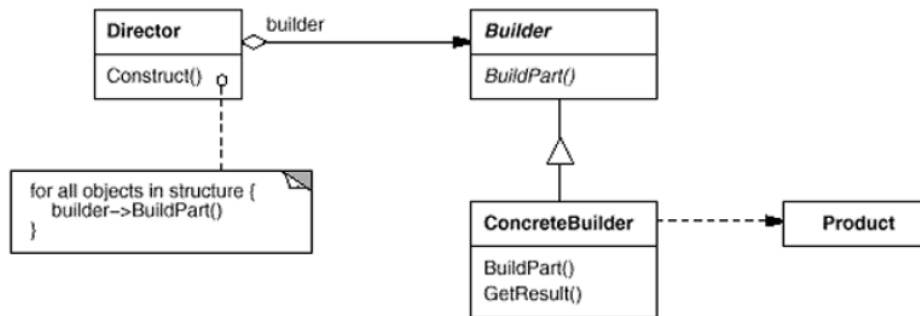 Director
builder
Builder
Construct()
BuildPart()
for all objects in structure {
builder->BuildPart()
}
ConcreteBuilder
Product
BuildPart()
GetResult()